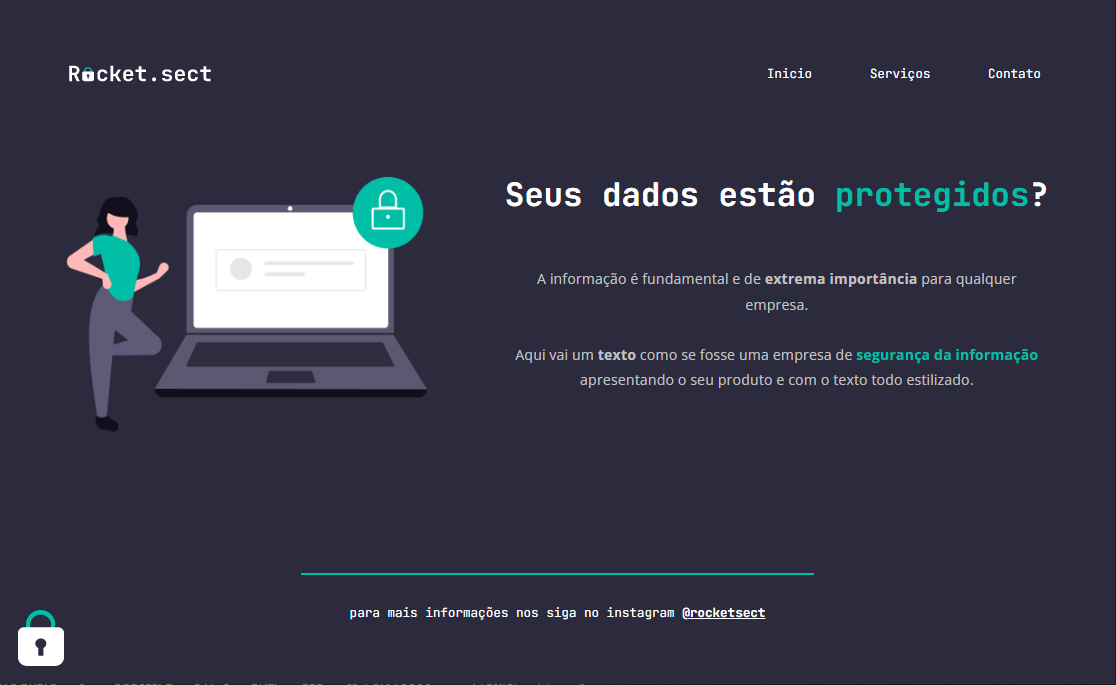 Rocket.sect
Inicio Serviços Contato
Seus dados estão protegidos?
A informação é fundamental e de extrema importância para qualquer
empresa.
Aqui vai um texto como se fosse uma empresa de segurança da informação
apresentando o seu produto e com o texto todo estilizado.
para mais informações nos siga no instagram @rocketsect